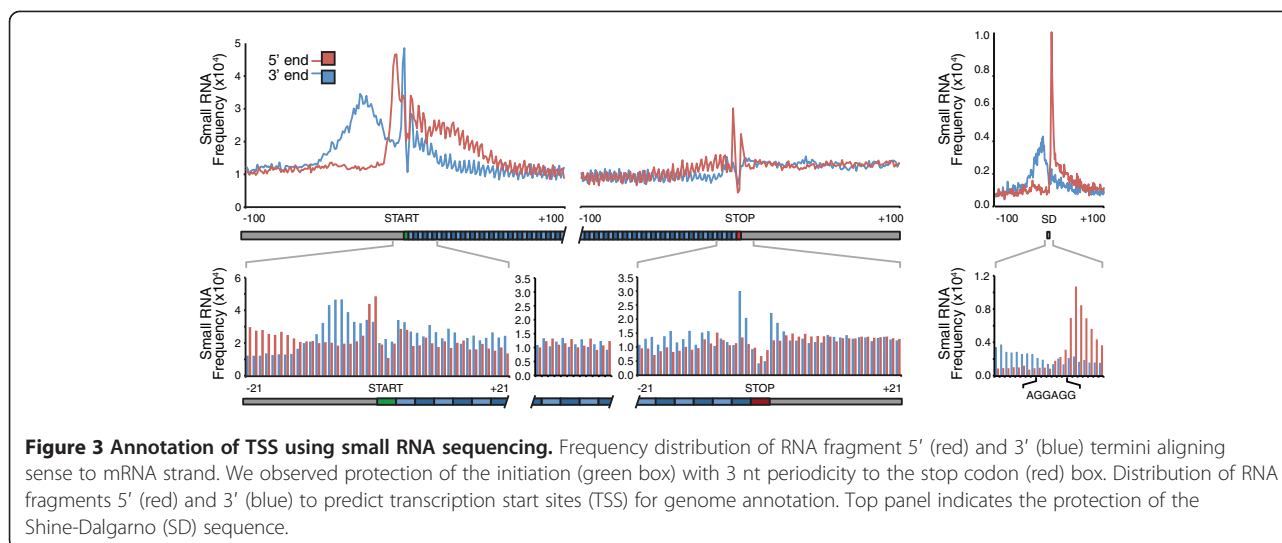 Small RNA
Frequency (x10⁴)
5
4
3
2
1
0
5' end
3' end
-100 START +100
-100 STOP +100
Small RNA
Frequency (x10⁴)
1.0
0.8
0.6
0.4
0.2
0.0
-100 SD +100
Small RNA
Frequency (x10⁴)
6
4
2
0
-21 START +21
3.5
3.0
2.5
2.0
1.5
1.0
0.5
0.0
3.5
3.0
2.5
2.0
1.5
1.0
0.5
0.0
-21 STOP +21
Small RNA
Frequency (x10⁴)
1.2
0.8
0.4
0.0
AGGAGG
Figure 3 Annotation of TSS using small RNA sequencing. Frequency distribution of RNA fragment 5′ (red) and 3′ (blue) termini aligning
sense to mRNA strand. We observed protection of the initiation (green box) with 3 nt periodicity to the stop codon (red) box. Distribution of RNA
fragments 5′ (red) and 3′ (blue) to predict transcription start sites (TSS) for genome annotation. Top panel indicates the protection of the
Shine-Dalgarno (SD) sequence.